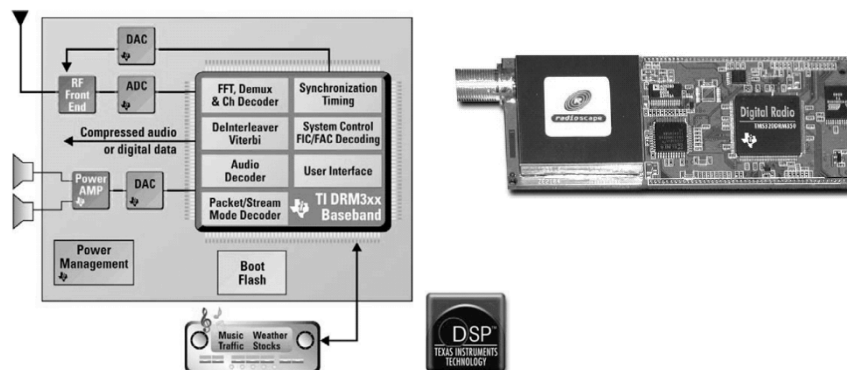 DAC
RF
Front
End
ADC
FFT, Demux
& Ch Decoder
Synchronization
Timing
Compressed audio
or digital data
DeInterleaver
Viterbi
System Control
FIC/FAC Decoding
Audio
Decoder
User Interface
Power
AMP
DAC
Packet/Stream
Mode Decoder
TI DRM3xx
Baseband
Power
Management
Boot
Flash
Music Weather
Traffic Stocks
radioscape
Digital Radio
DSP
TEXAS INSTRUMENTS
TECHNOLOGY